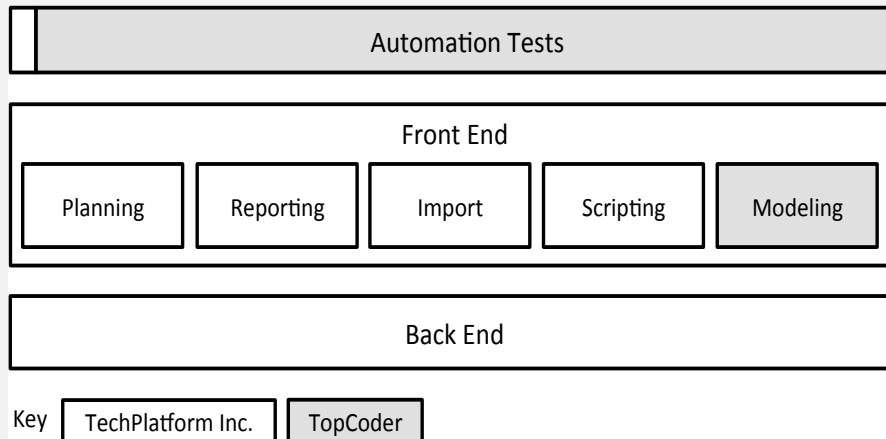 Automation Tests
Front End
Planning Reporting Import Scripting Modeling
Back End
Key TechPlatform Inc. TopCoder